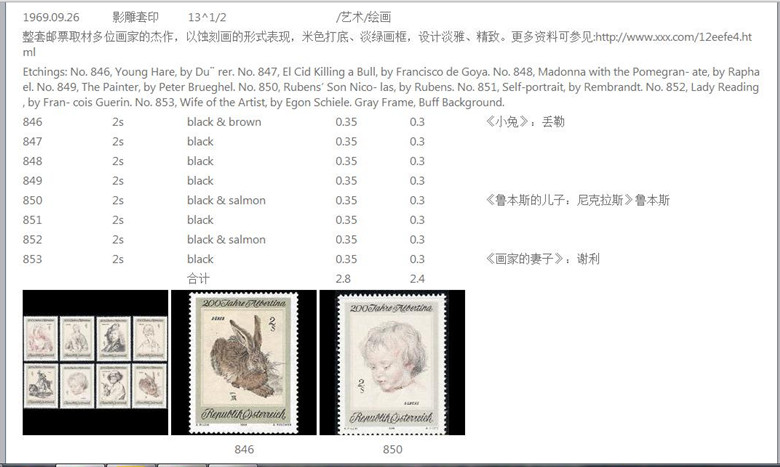 1969.09.26 影雕套印 13^1/2 /艺术/绘画
整套邮票取材多位画家的杰作，以蚀刻画的形式表现，米色打底、淡绿画框，设计淡雅、精致。更多资料可参见:http://www.xxx.com/12eefe4.ht
ml
Etchings: No. 846, Young Hare, by Du¨ rer. No. 847, El Cid Killing a Bull, by Francisco de Goya. No. 848, Madonna with the Pomegran- ate, by Rapha
el. No. 849, The Painter, by Peter Brueghel. No. 850, Rubens´ Son Nico- las, by Rubens. No. 851, Self-portrait, by Rembrandt. No. 852, Lady Reading
, by Fran- cois Guerin. No. 853, Wife of the Artist, by Egon Schiele. Gray Frame, Buff Background.
846 2s black & brown 0.35 0.3 《小兔》：丢勒
847 2s black 0.35 0.3
848 2s black 0.35 0.3
849 2s black 0.35 0.3
850 2s black & salmon 0.35 0.3 《鲁本斯的儿子：尼克拉斯》鲁本斯
851 2s black 0.35 0.3
852 2s black & salmon 0.35 0.3
853 2s black 0.35 0.3 《画家的妻子》：谢利
合计 2.8 2.4
200 Jahre Albertina
DÜRER
2s
Republik Österreich
200 Jahre Albertina
2s
RUBENS
Republik Österreich
846 850